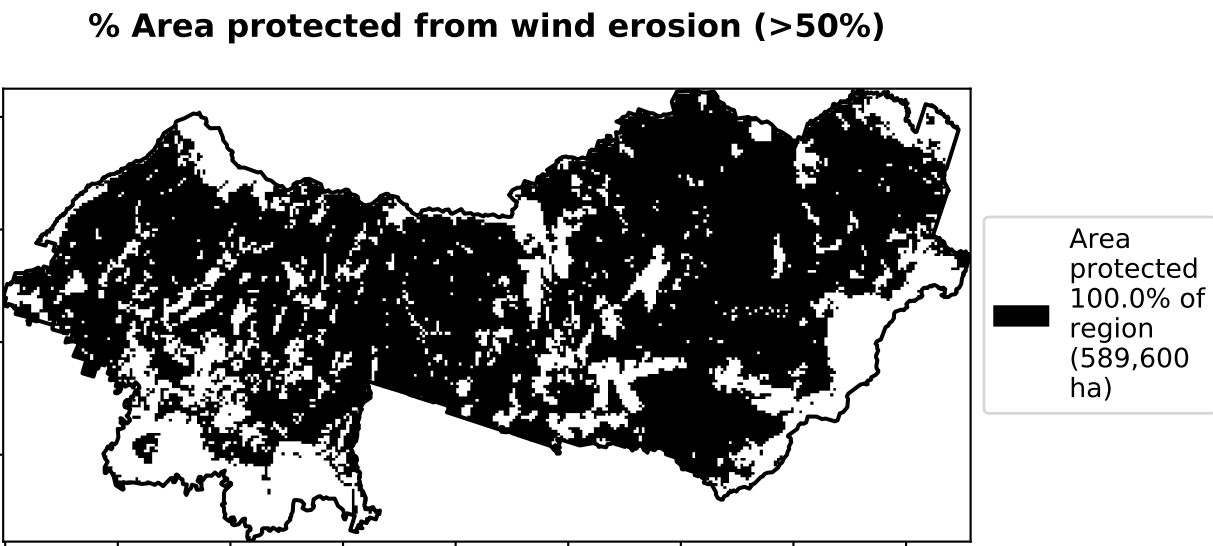 % Area protected from wind erosion (>50%)
Area
protected
100.0% of
region
(589,600
ha)